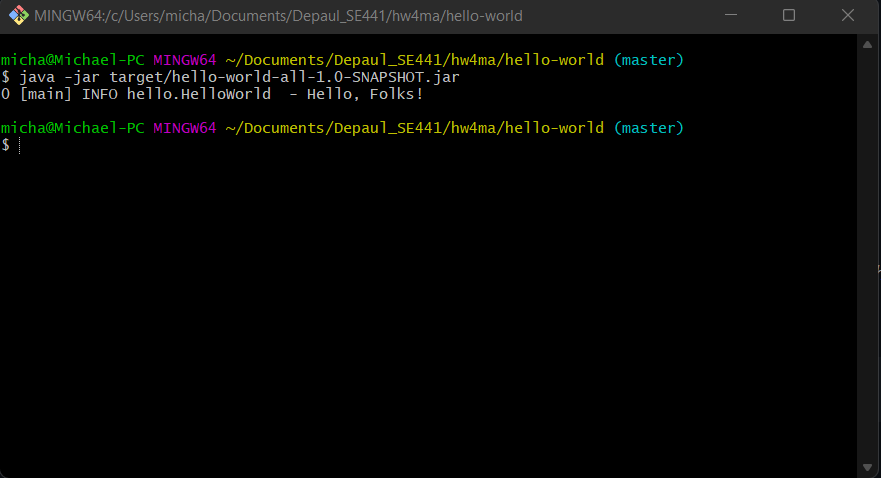 MINGW64:/c/Users/micha/Documents/Depaul_SE441/hw4ma/hello-world
micha@Michael-PC MINGW64 ~/Documents/Depaul_SE441/hw4ma/hello-world (master)
$ java -jar target/hello-world-all-1.0-SNAPSHOT.jar
0 [main] INFO hello.HelloWorld  - Hello, Folks!
micha@Michael-PC MINGW64 ~/Documents/Depaul_SE441/hw4ma/hello-world (master)
$